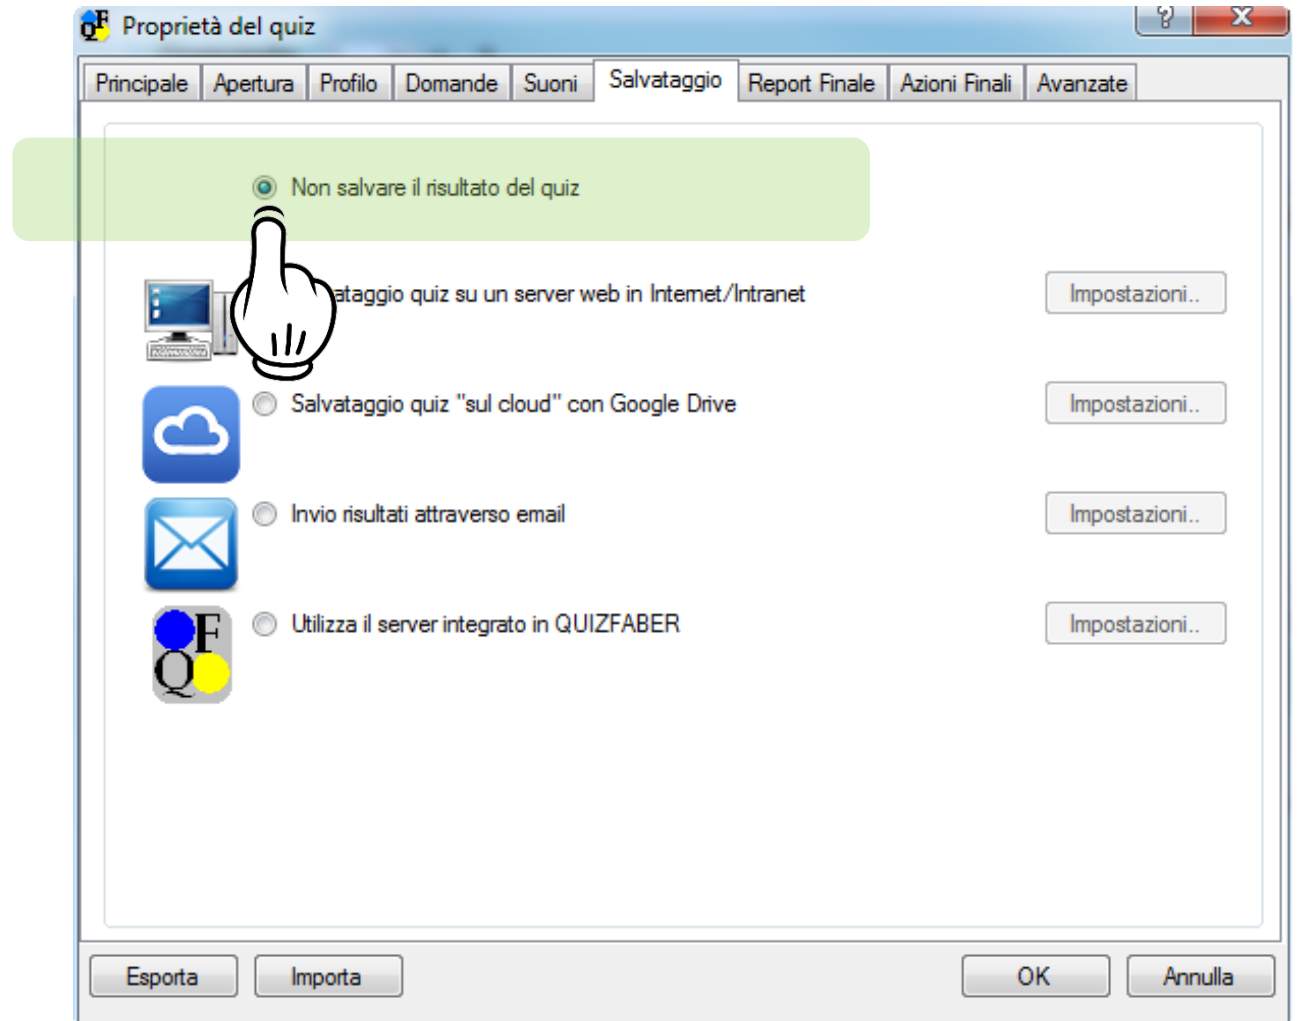 Proprietà del quiz
Principale Apertura Profilo Domande Suoni Salvataggio Report Finale Azioni Finali Avanzate
Non salvare il risultato del quiz
quiz su un server web in Internet/Intranet Impostazioni..
Salvataggio quiz "sul cloud" con Google Drive Impostazioni..
Invio risultati attraverso email Impostazioni..
Utilizza il server integrato in QUIZFABER Impostazioni..
Esporta Importa OK Annulla